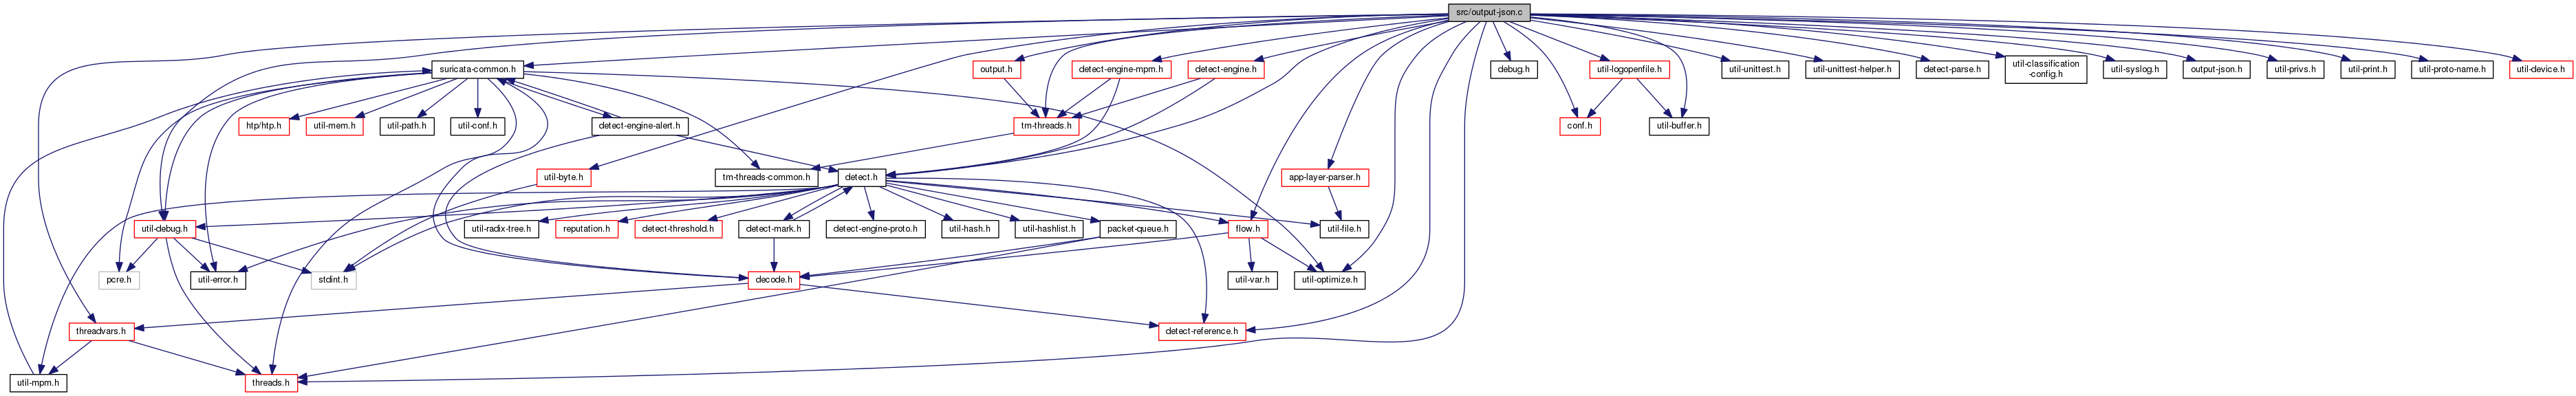 src/output-json.c
suricata-common.h
output.h
detect-engine-mpm.h
detect-engine.h
debug.h
util-logopenfile.h
util-unittest.h
util-unittest-helper.h
detect-parse.h
util-classification
-config.h
util-syslog.h
output-json.h
util-privs.h
util-print.h
util-proto-name.h
util-device.h
htp/htp.h
util-mem.h
util-path.h
util-conf.h
detect-engine-alert.h
tm-threads.h
conf.h
util-buffer.h
util-byte.h
tm-threads-common.h
detect.h
app-layer-parser.h
util-debug.h
util-radix-tree.h
reputation.h
detect-threshold.h
detect-mark.h
detect-engine-proto.h
util-hash.h
util-hashlist.h
packet-queue.h
flow.h
util-file.h
pcre.h
util-error.h
stdint.h
decode.h
util-var.h
util-optimize.h
threadvars.h
detect-reference.h
util-mpm.h
threads.h